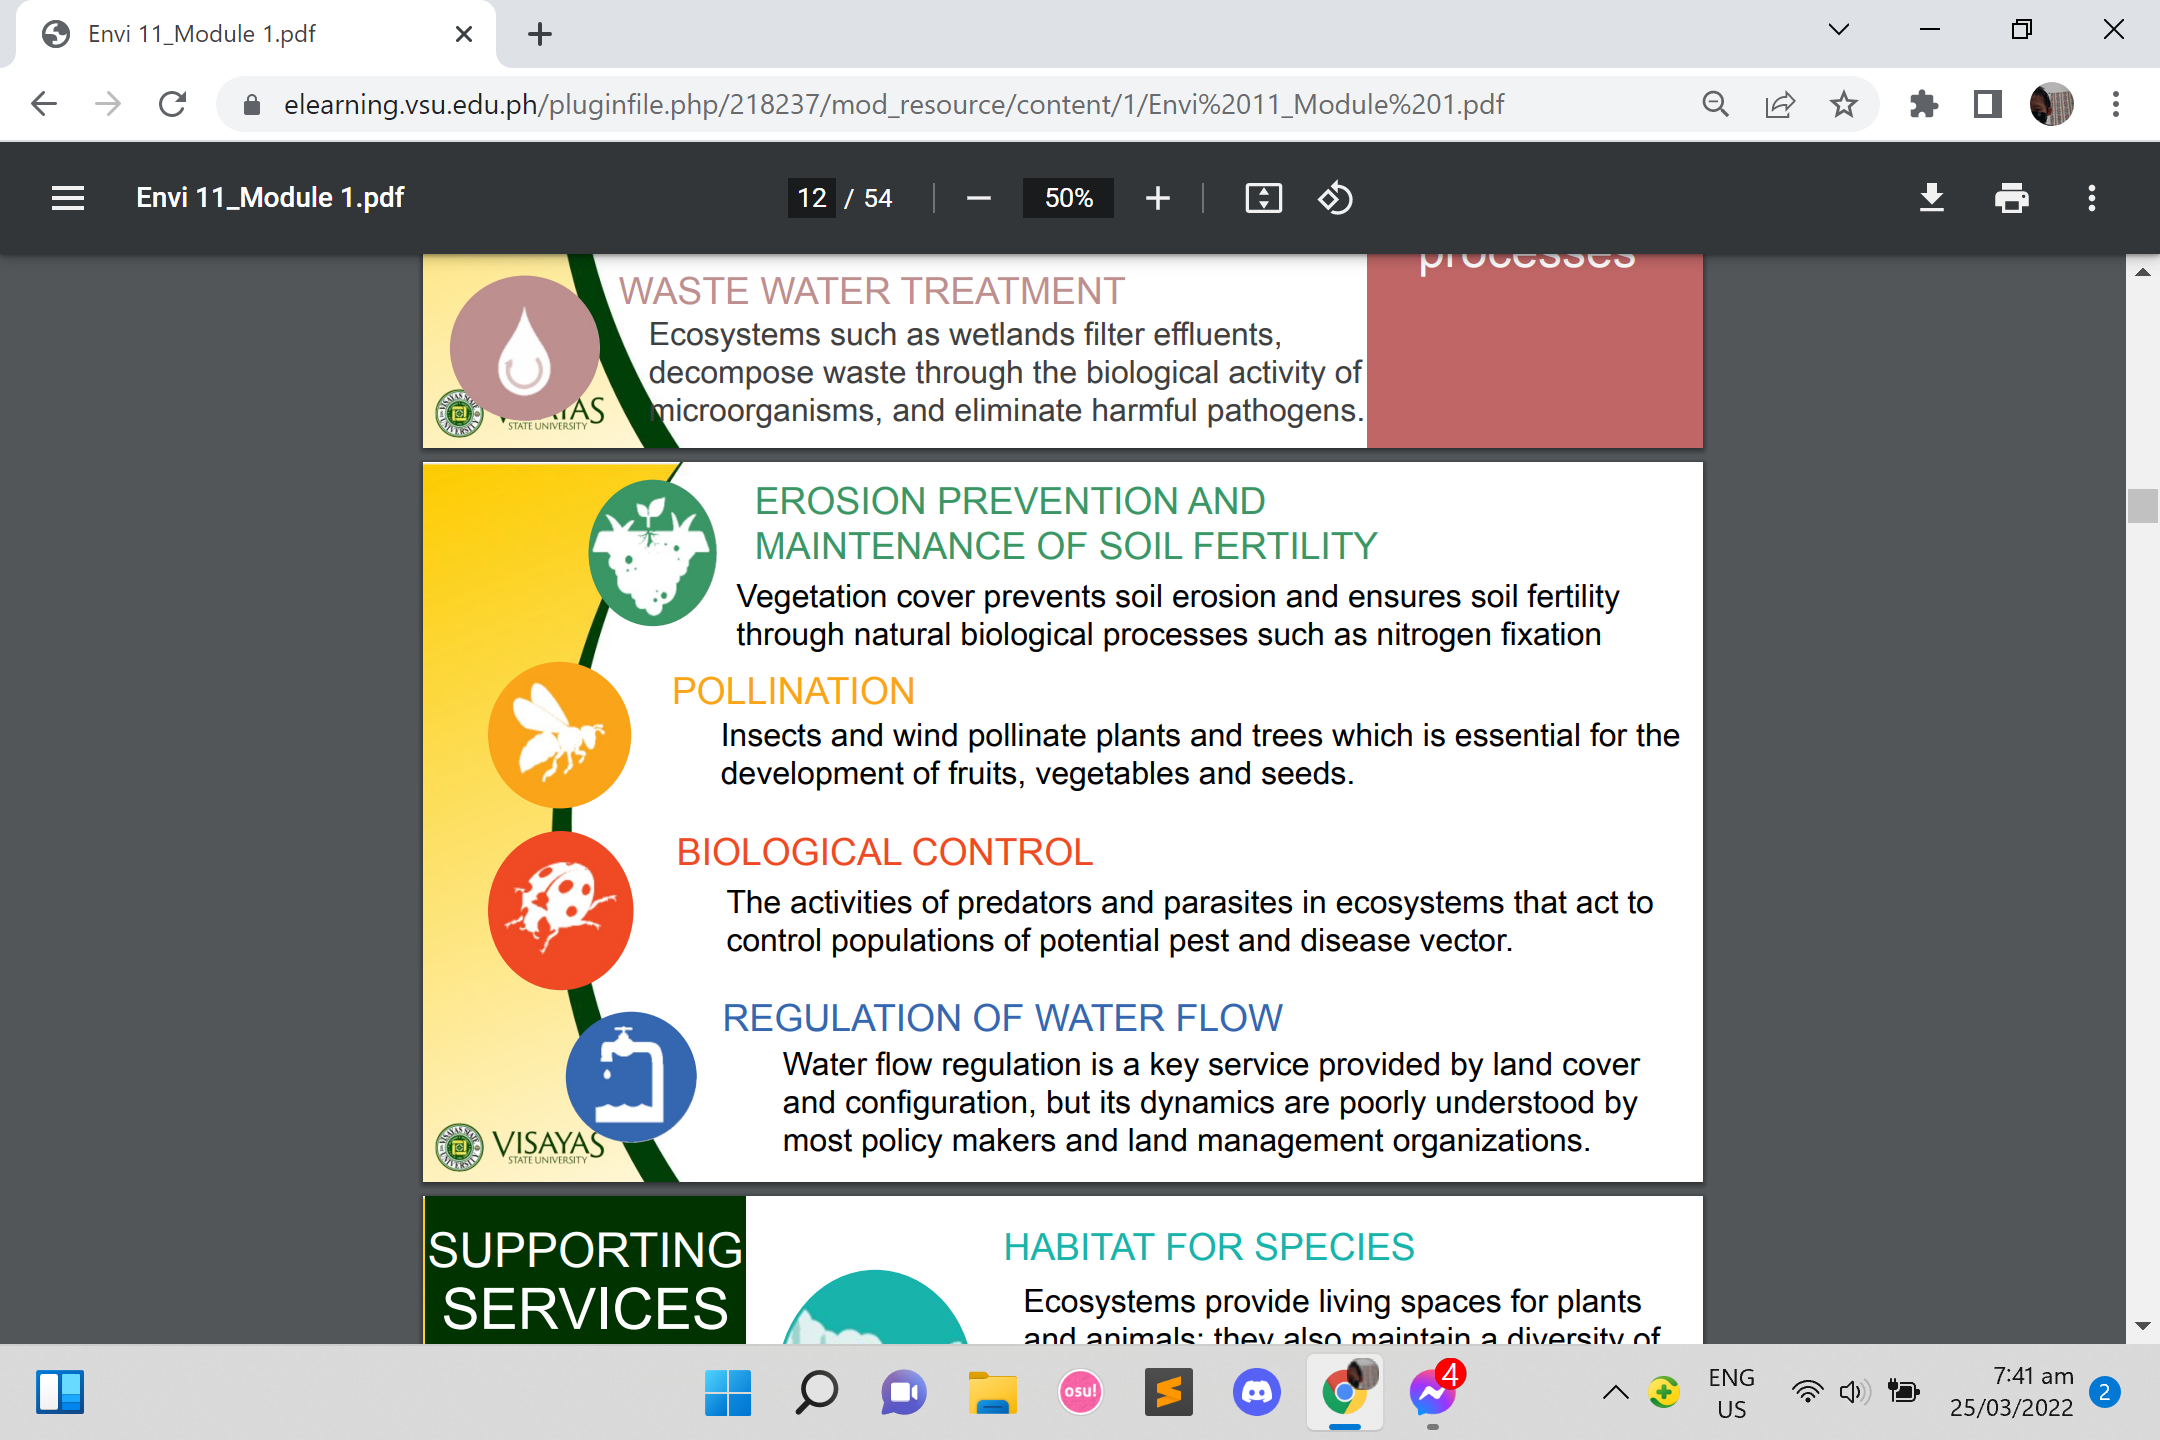 Envi 11_Module 1.pdf
elearning.vsu.edu.ph/pluginfile.php/218237/mod_resource/content/1/Envi%2011_Module%201.pdf
Envi 11_Module 1.pdf
12 / 54
50%
processes
WASTE WATER TREATMENT
Ecosystems such as wetlands filter effluents,
decompose waste through the biological activity of
microorganisms, and eliminate harmful pathogens.
STATE UNIVERSITY
EROSION PREVENTION AND
MAINTENANCE OF SOIL FERTILITY
Vegetation cover prevents soil erosion and ensures soil fertility
through natural biological processes such as nitrogen fixation
POLLINATION
Insects and wind pollinate plants and trees which is essential for the
development of fruits, vegetables and seeds.
BIOLOGICAL CONTROL
The activities of predators and parasites in ecosystems that act to
control populations of potential pest and disease vector.
REGULATION OF WATER FLOW
Water flow regulation is a key service provided by land cover
and configuration, but its dynamics are poorly understood by
most policy makers and land management organizations.
VISAYAS
STATE UNIVERSITY
SUPPORTING
SERVICES
HABITAT FOR SPECIES
Ecosystems provide living spaces for plants
and animals; they also maintain a diversity of
osu!
4
ENG
US
7:41 am
25/03/2022
2